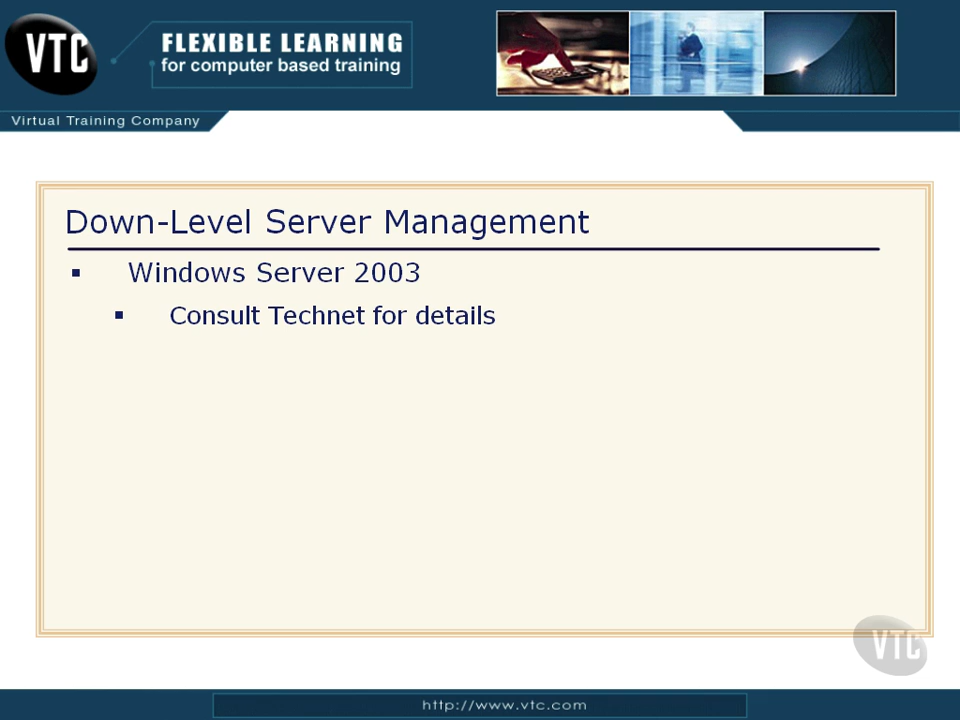 VTC
FLEXIBLE LEARNING
for computer based training
Virtual Training Company
Down-Level Server Management
Windows Server 2003
Consult Technet for details
VTC
http://www.vtc.com